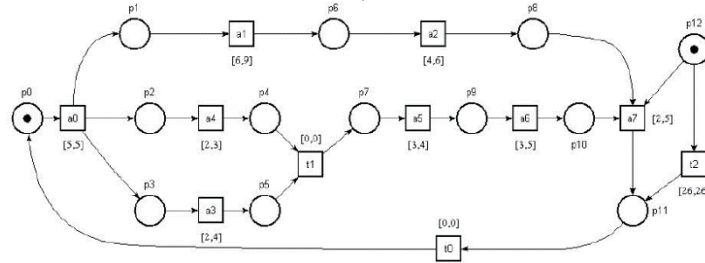 p1
p6
p8
p12
a1
a2
[6,9]
[4,6]
p0
p2
p4
p7
p9
a0
a4
[0,0]
a5
a6
a7
[2,5]
[5,5]
[2,3]
t1
[3,4]
[3,5]
p10
t2
p3
p5
a3
[26,26]
p11
[2,4]
[0,0]
t0